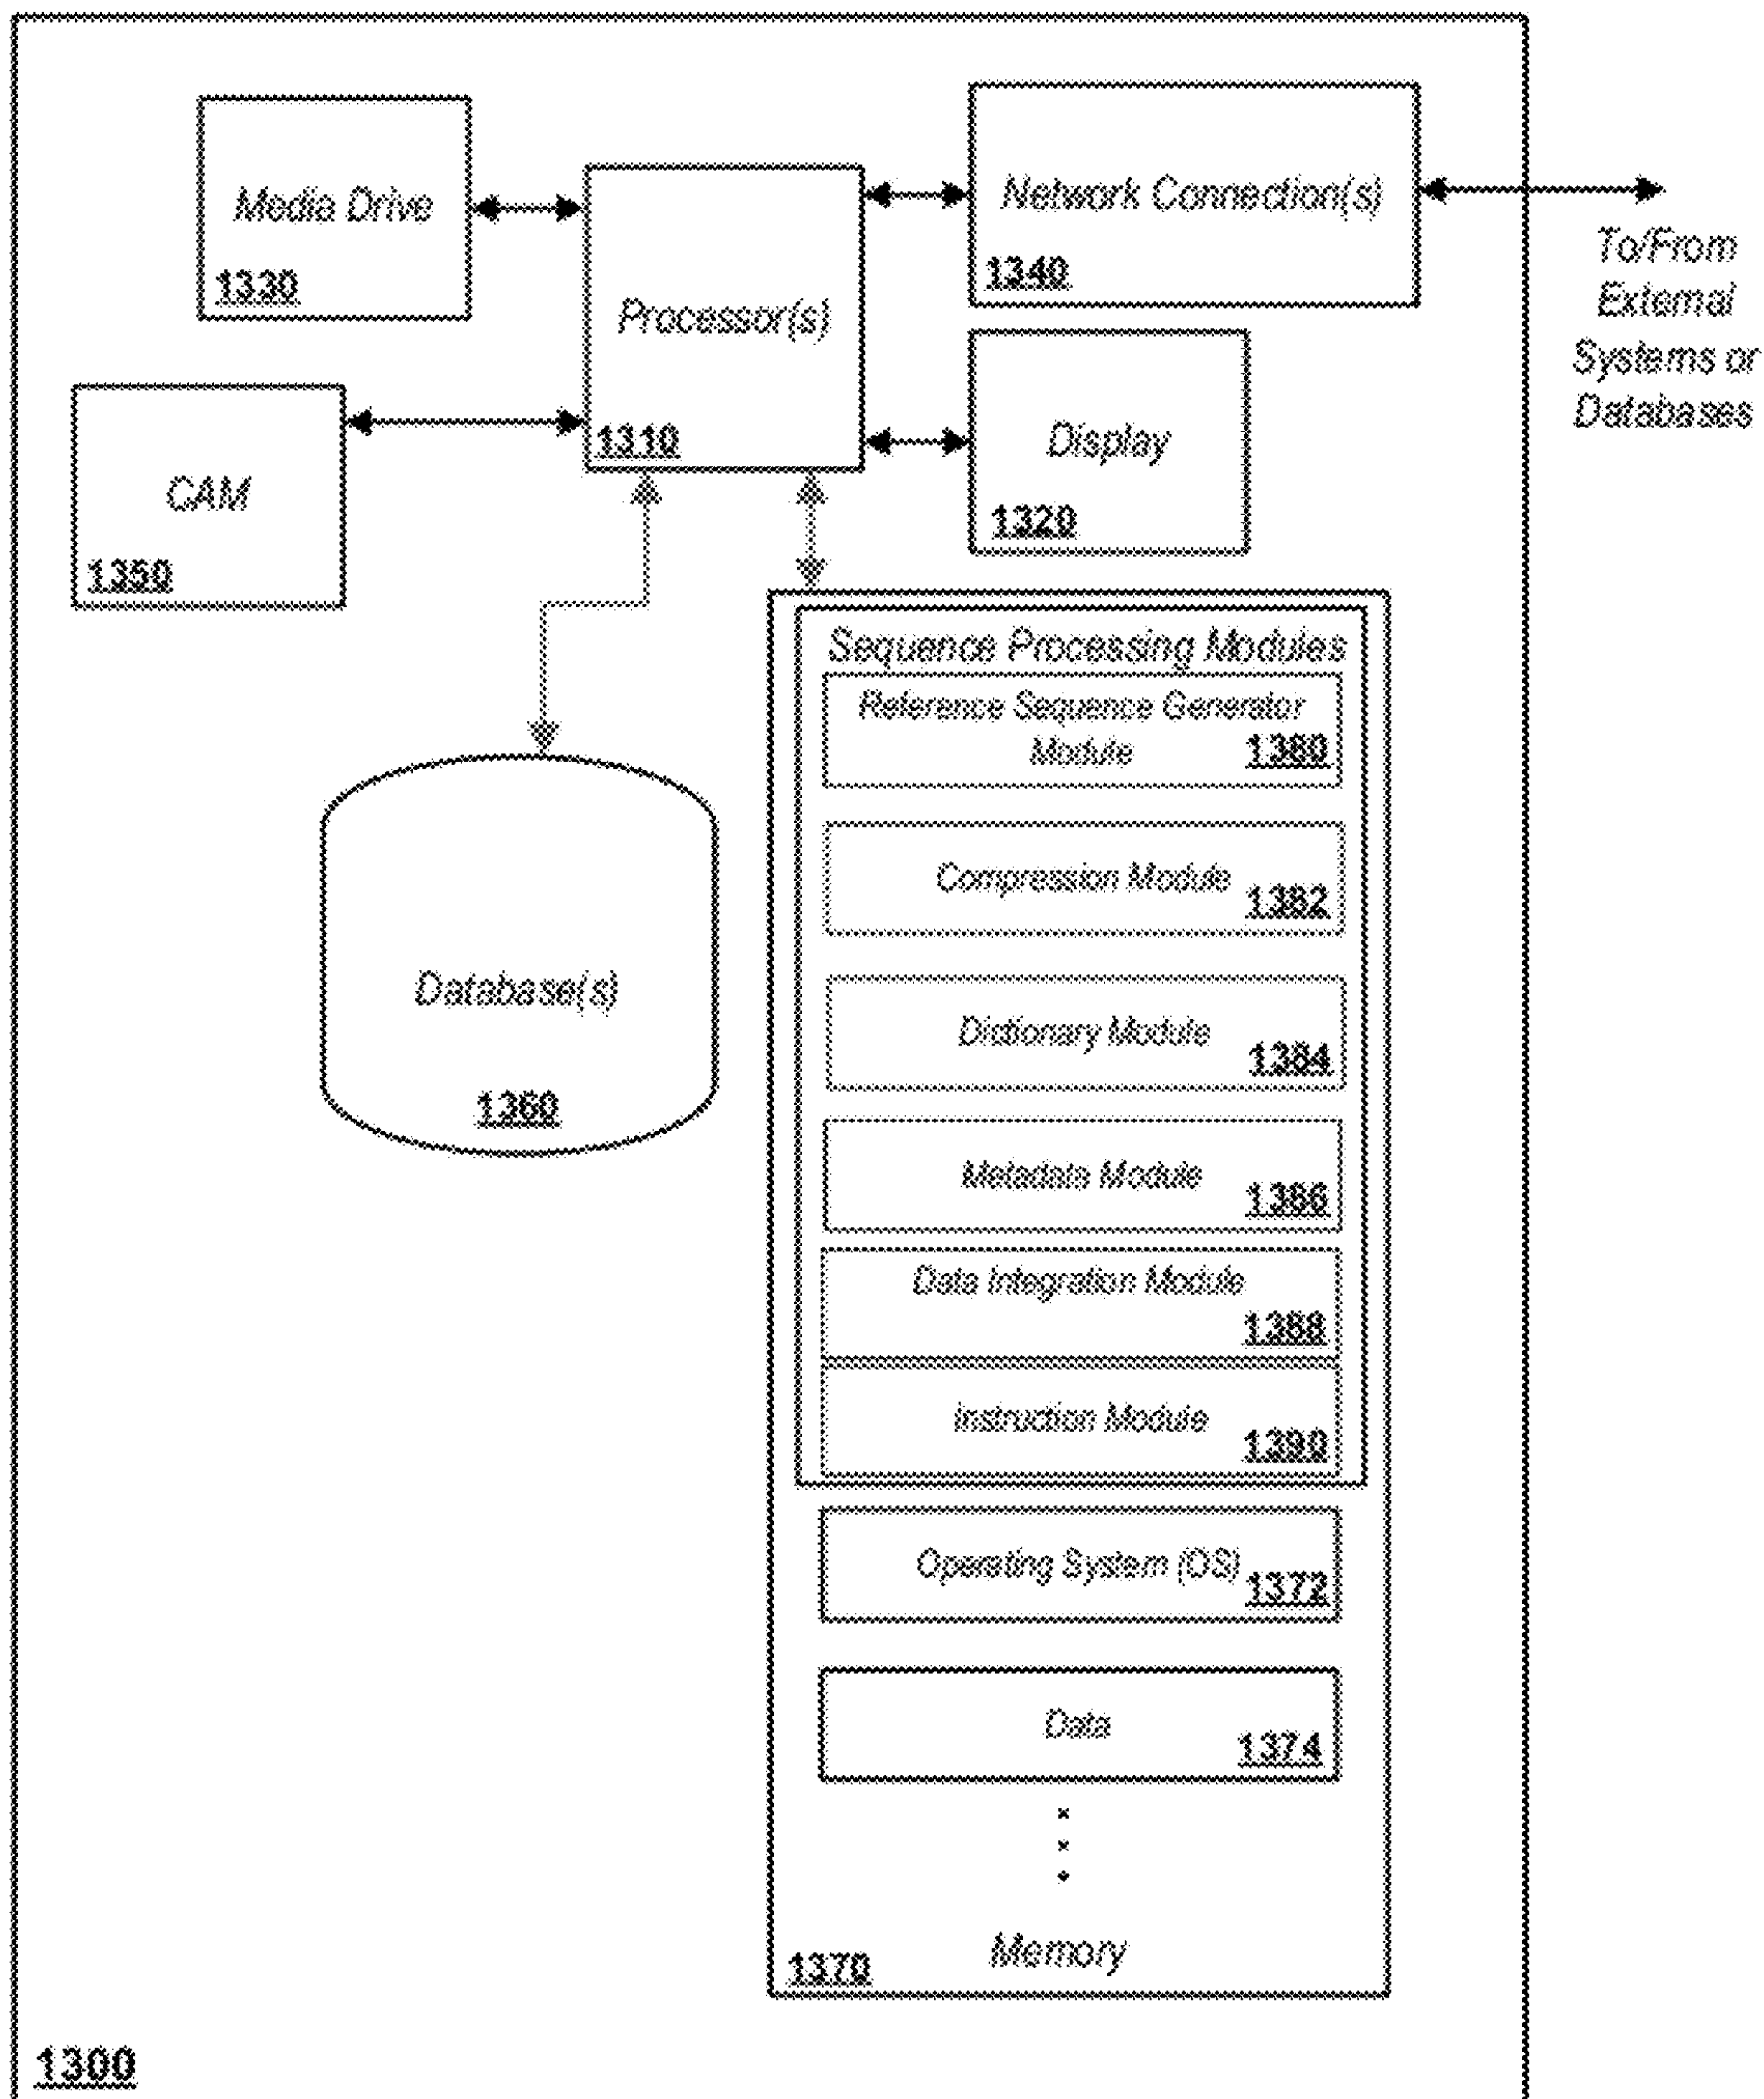 Media Drive
1330
Processor(s)
1310
Network Connection(s)
1340
To/From
External
Systems or
Databases
CAM
1350
Display
1320
Sequence Processing Modules
Reference Sequence Generator
Module
1380
Compression Module
1382
Dictionary Module
1384
Metadata Module
1386
Data Integration Module
1388
Instruction Module
1390
Database(s)
1360
Operating System (OS)
1372
Data
1374
Memory
1370
1300